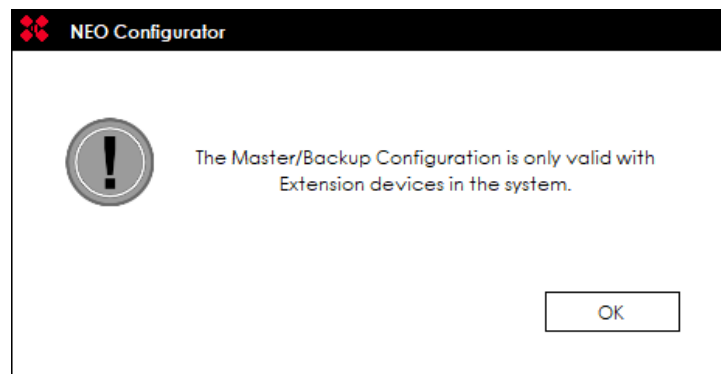 NEO Configurator
The Master/Backup Configuration is only valid with
Extension devices in the system.
OK